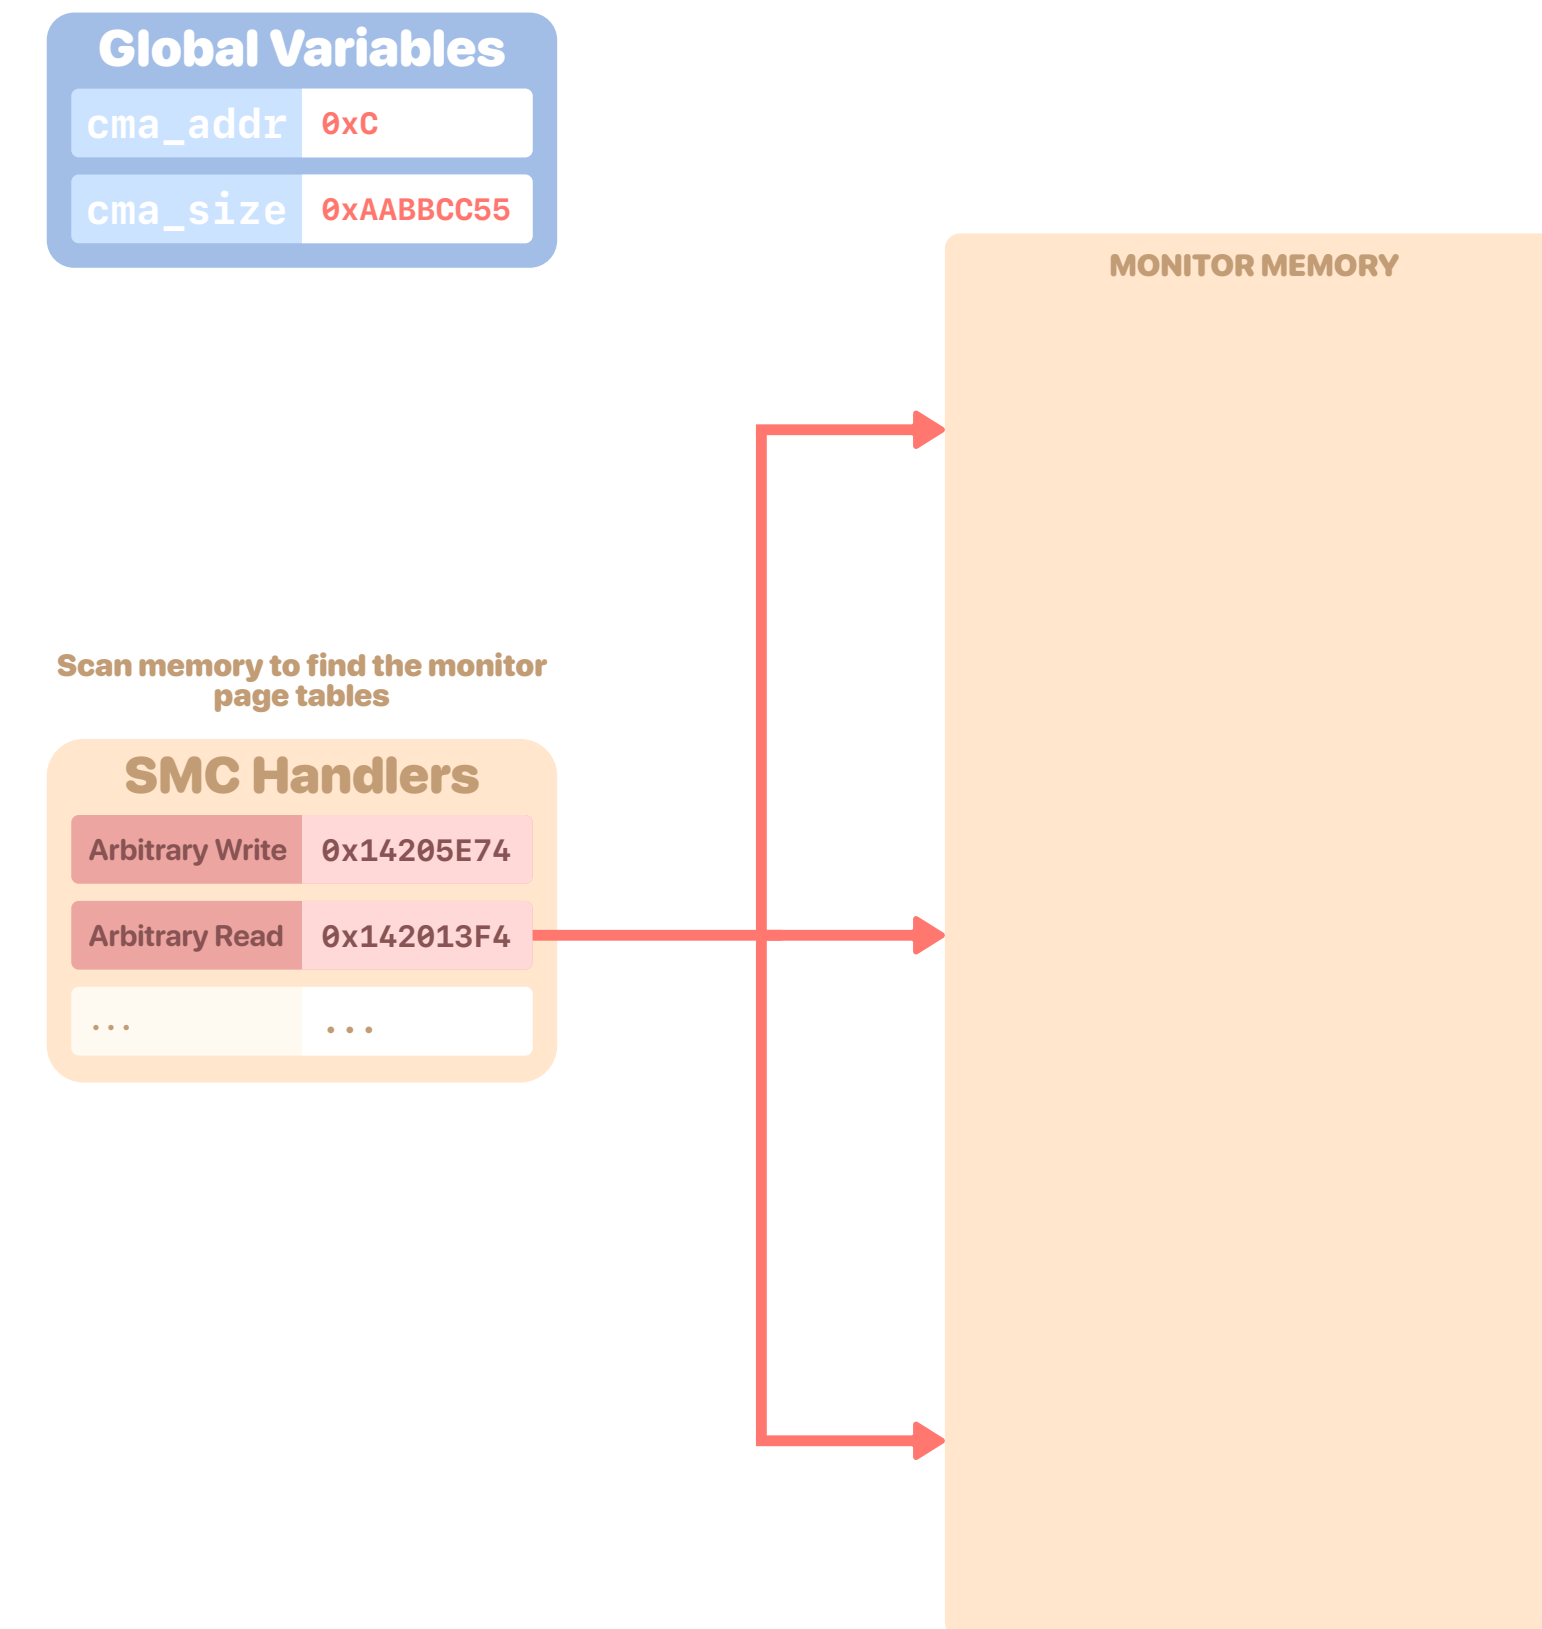 Global Variables
cma_addr 0xC
cma_size 0xAABBCC55
MONITOR MEMORY
Scan memory to find the monitor
page tables
SMC Handlers
Arbitrary Write 0x14205E74
Arbitrary Read 0x142013F4
... ...